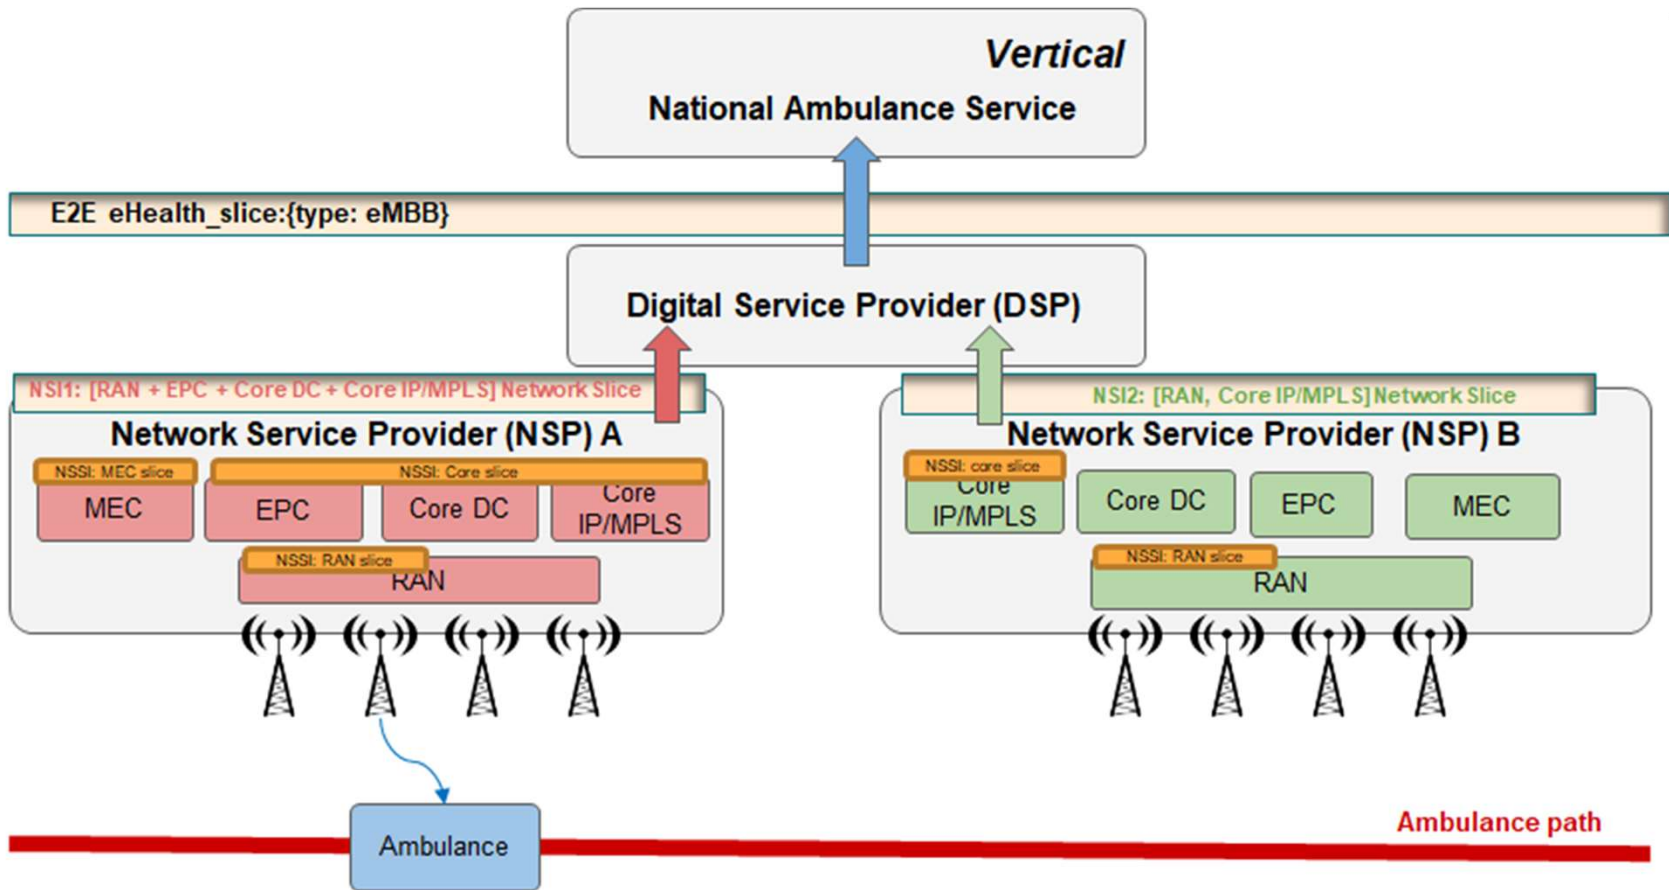 Vertical
National Ambulance Service
E2E eHealth_slice:{type: eMBB}
Digital Service Provider (DSP)
NSI1: [RAN + EPC + Core DC + Core IP/MPLS] Network Slice
NSI2: [RAN, Core IP/MPLS] Network Slice
Network Service Provider (NSP) A
NSSI: MEC slice
NSSI: Core slice
MEC
EPC
Core DC
Core
IP/MPLS
NSSI: RAN slice
RAN
Network Service Provider (NSP) B
NSSI: core slice
Core
IP/MPLS
Core DC
EPC
MEC
NSSI: RAN slice
RAN
Ambulance path
Ambulance